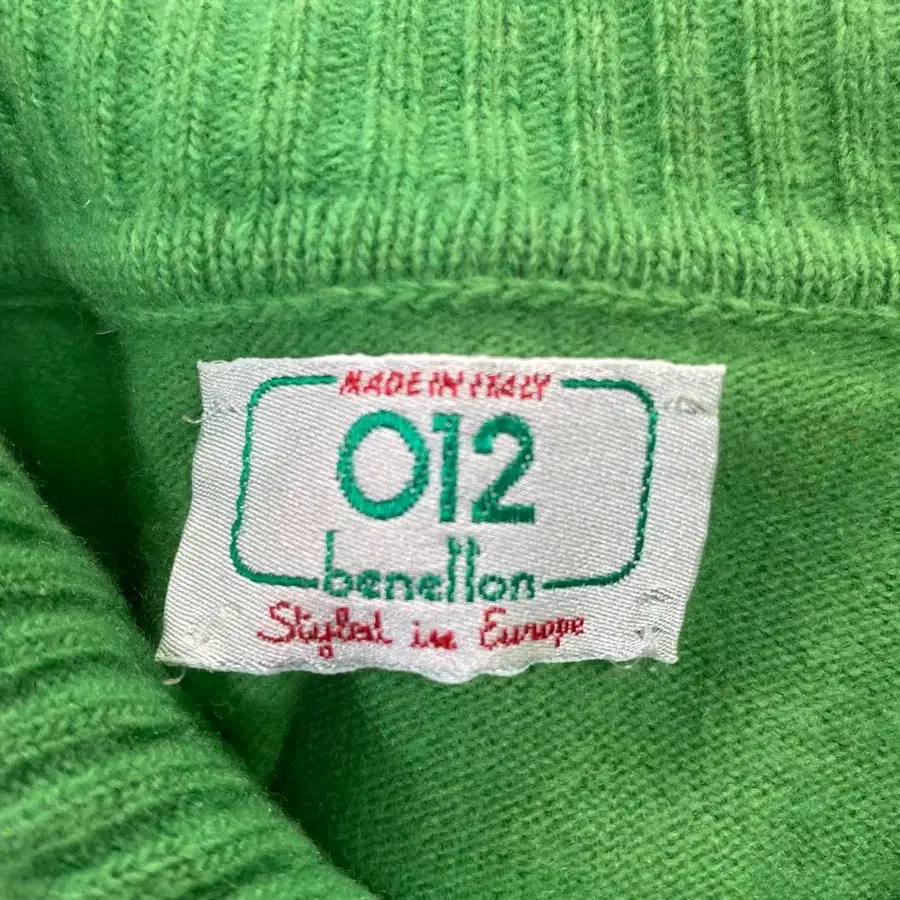 MADE IN ITALY
012
benetton
Styled in Europe